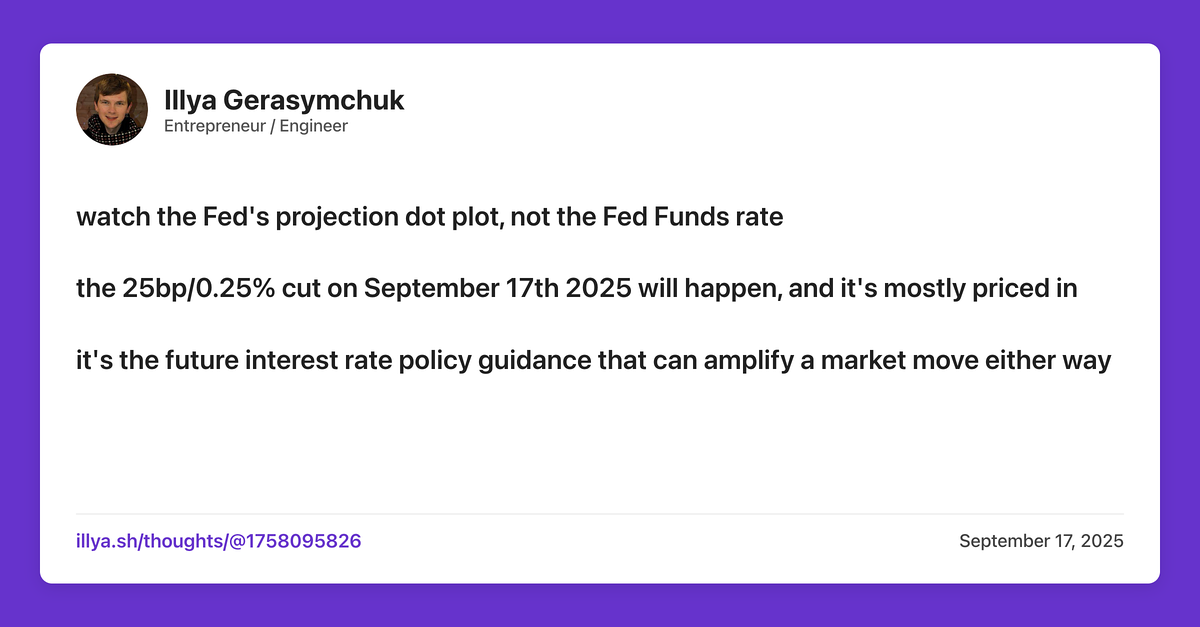 Illya Gerasymchuk
Entrepreneur / Engineer
watch the Fed's projection dot plot, not the Fed Funds rate
the 25bp/0.25% cut on September 17th 2025 will happen, and it's mostly priced in
it's the future interest rate policy guidance that can amplify a market move either way
illya.sh/thoughts/@1758095826
September 17, 2025